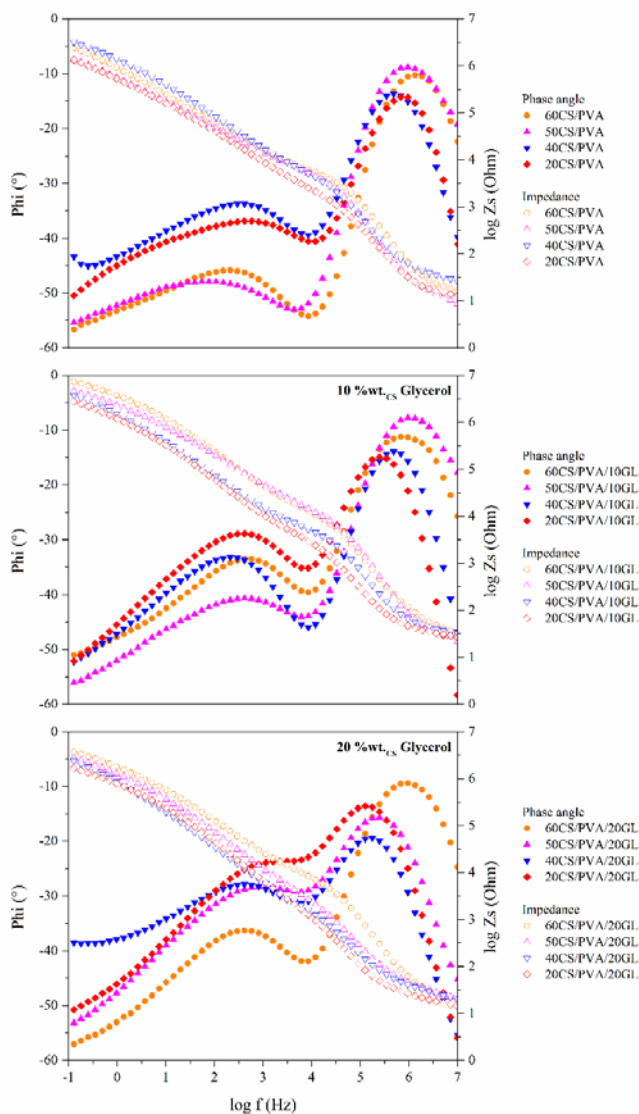 0
-10
-20
-30
-40
-50
-60
Phi (°)
7
6
5
4
3
2
1
0
log Zs (Ohm)
Phase angle
60CS/PVA
50CS/PVA
40CS/PVA
20CS/PVA
Impedance
60CS/PVA
50CS/PVA
40CS/PVA
20CS/PVA
10 %wt.CS Glycerol
0
-10
-20
-30
-40
-50
-60
Phi (°)
7
6
5
4
3
2
1
0
log Zs (Ohm)
Phase angle
60CS/PVA/10GL
50CS/PVA/10GL
40CS/PVA/10GL
20CS/PVA/10GL
Impedance
60CS/PVA/10GL
50CS/PVA/10GL
40CS/PVA/10GL
20CS/PVA/10GL
20 %wt.CS Glycerol
0
-10
-20
-30
-40
-50
-60
Phi (°)
7
6
5
4
3
2
1
0
log Zs (Ohm)
Phase angle
60CS/PVA/20GL
50CS/PVA/20GL
40CS/PVA/20GL
20CS/PVA/20GL
Impedance
60CS/PVA/20GL
50CS/PVA/20GL
40CS/PVA/20GL
20CS/PVA/20GL
-1 0 1 2 3 4 5 6 7
log f (Hz)